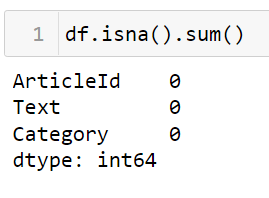 1 df.isna().sum()
ArticleId    0
Text         0
Category     0
dtype: int64